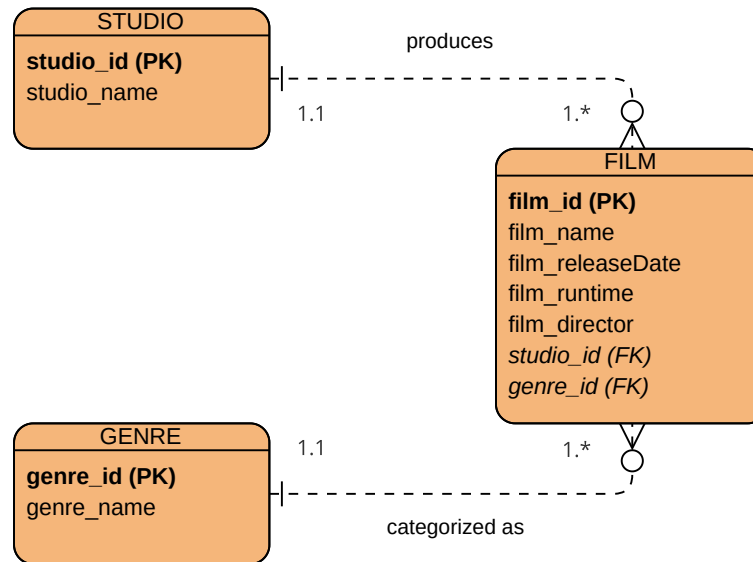 STUDIO
studio_id (PK)
studio_name
produces
1.1
1.*
FILM
film_id (PK)
film_name
film_releaseDate
film_runtime
film_director
studio_id (FK)
genre_id (FK)
GENRE
genre_id (PK)
genre_name
1.1
1.*
categorized as